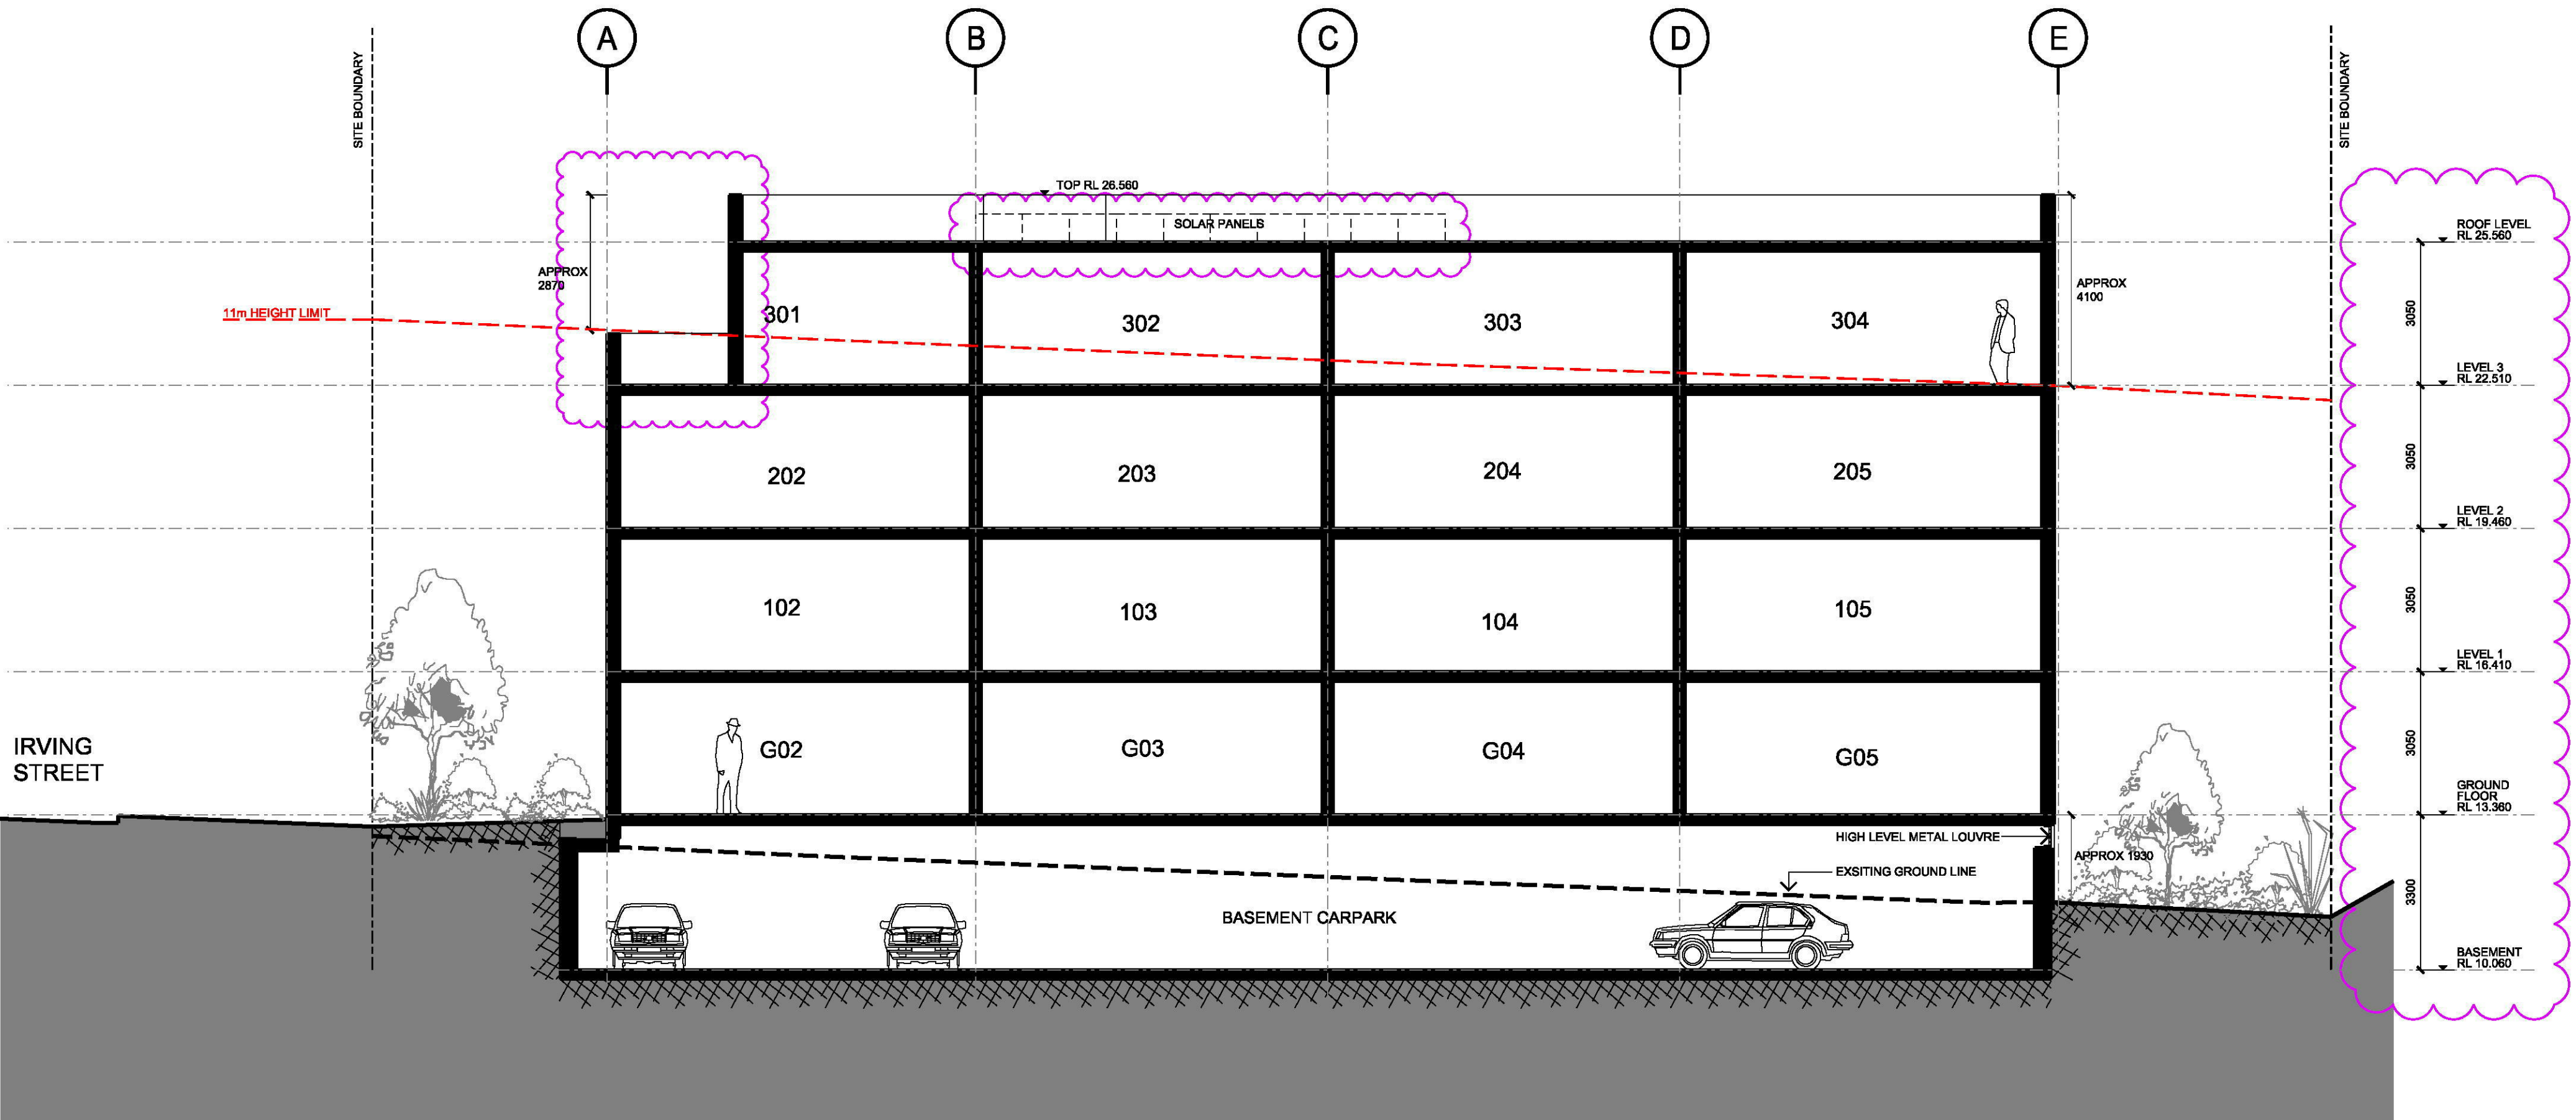 A
B
C
D
E
SITE BOUNDARY
SITE BOUNDARY
TOP RL 26.560
SOLAR PANELS
ROOF LEVEL
RL 25.560
APPROX
2870
APPROX
4100
11m HEIGHT LIMIT
301
302
303
304
3050
LEVEL 3
RL 22.510
202
203
204
205
3050
LEVEL 2
RL 19.460
102
103
104
105
3050
LEVEL 1
RL 16.410
IRVING
STREET
G02
G03
G04
G05
3050
GROUND
FLOOR
RL 13.360
HIGH LEVEL METAL LOUVRE
APPROX 1930
EXSITING GROUND LINE
3300
BASEMENT CARPARK
BASEMENT
RL 10.060